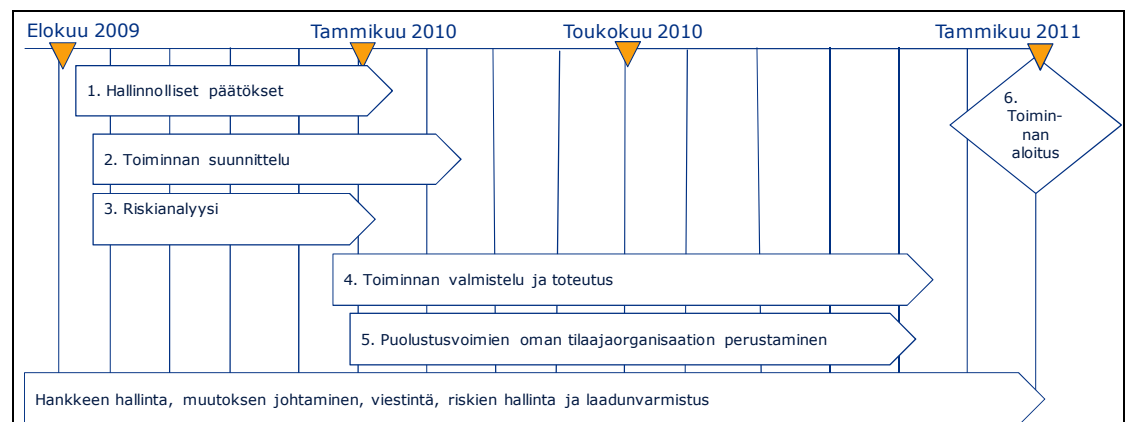 Elokuu 2009 Tammikuu 2010 Toukokuu 2010 Tammikuu 2011
1. Hallinnolliset päätökset
6.
Toimin-
nan
aloitus
2. Toiminnan suunnittelu
3. Riskianalyysi
4. Toiminnan valmistelu ja toteutus
5. Puolustusvoimien oman tilaajaorganisaation perustaminen
Hankkeen hallinta, muutoksen johtaminen, viestintä, riskien hallinta ja laadunvarmistus